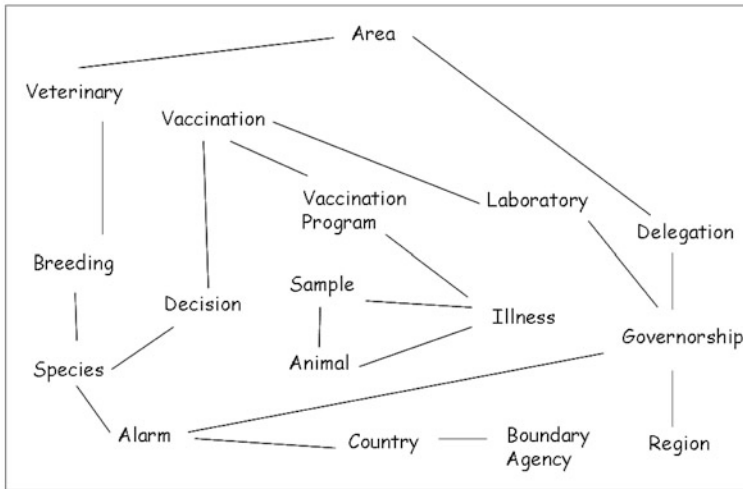 Area
Veterinary
Vaccination
Vaccination
Program
Laboratory
Delegation
Breeding
Decision
Sample
Illness
Governorship
Species
Animal
Alarm
Country
Boundary
Agency
Region